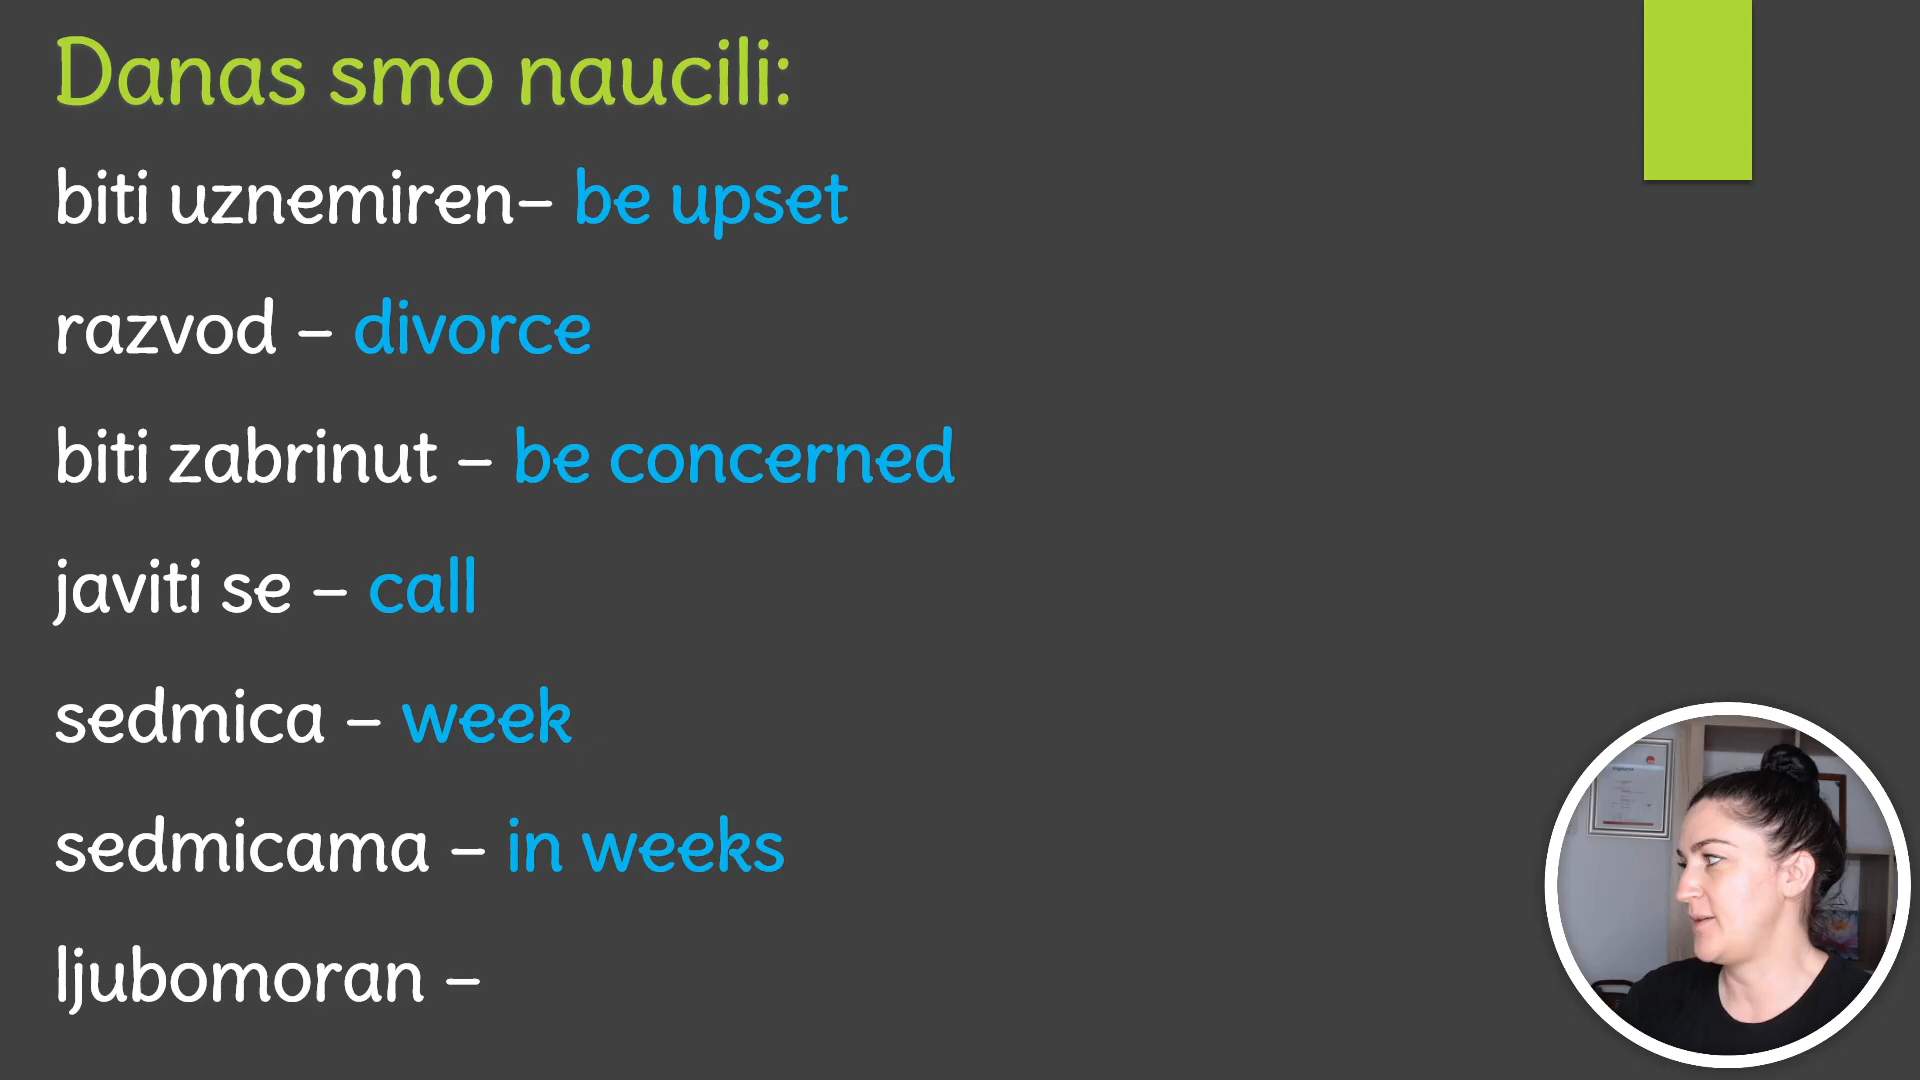 Danas smo naucili:
biti uznemiren– be upset
razvod – divorce
biti zabrinut – be concerned
javiti se – call
sedmica – week
sedmicama – in weeks
ljubomoran –